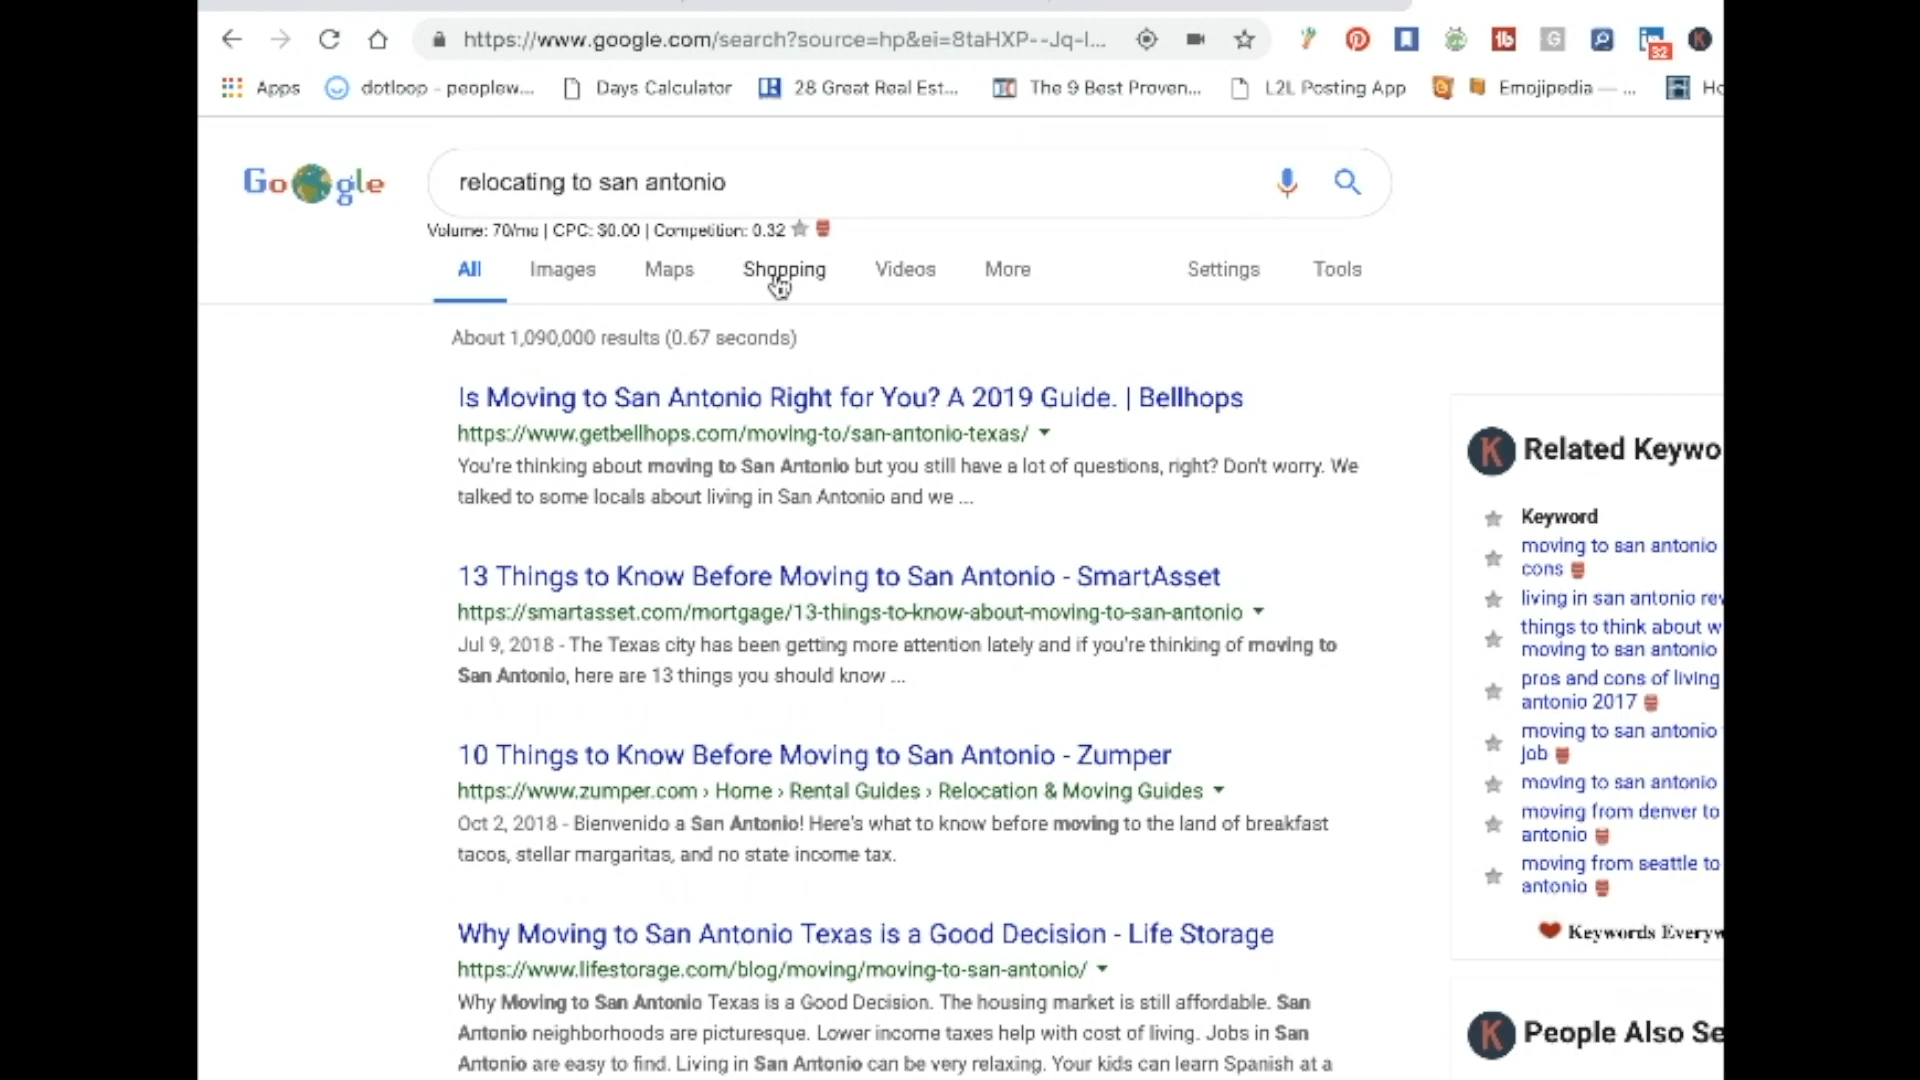 https://www.google.com/search?source=hp&ei=8taHXP--Jq-I...
32
Apps dotloop - peoplew... Days Calculator 28 Great Real Est... The 9 Best Proven... L2L Posting App Emojipedia — ... Ho
Google
relocating to san antonio
Volume: 70/mo | CPC: $0.00 | Competition: 0.32
All Images Maps Shopping Videos More Settings Tools
About 1,090,000 results (0.67 seconds)
Is Moving to San Antonio Right for You? A 2019 Guide. | Bellhops
https://www.getbellhops.com/moving-to/san-antonio-texas/
You're thinking about moving to San Antonio but you still have a lot of questions, right? Don't worry. We
talked to some locals about living in San Antonio and we ...
13 Things to Know Before Moving to San Antonio - SmartAsset
https://smartasset.com/mortgage/13-things-to-know-about-moving-to-san-antonio
Jul 9, 2018 - The Texas city has been getting more attention lately and if you're thinking of moving to
San Antonio, here are 13 things you should know ...
10 Things to Know Before Moving to San Antonio - Zumper
https://www.zumper.com › Home › Rental Guides › Relocation & Moving Guides
Oct 2, 2018 - Bienvenido a San Antonio! Here's what to know before moving to the land of breakfast
tacos, stellar margaritas, and no state income tax.
Why Moving to San Antonio Texas is a Good Decision - Life Storage
https://www.lifestorage.com/blog/moving/moving-to-san-antonio/
Why Moving to San Antonio Texas is a Good Decision. The housing market is still affordable. San
Antonio neighborhoods are picturesque. Lower income taxes help with cost of living. Jobs in San
Antonio are easy to find. Living in San Antonio can be very relaxing. Your kids can learn Spanish at a
K Related Keywo
Keyword
moving to san antonio
cons
living in san antonio rev
things to think about w
moving to san antonio
pros and cons of living
antonio 2017
moving to san antonio
job
moving to san antonio
moving from denver to
antonio
moving from seattle to
antonio
Keywords Everyw
K People Also Se